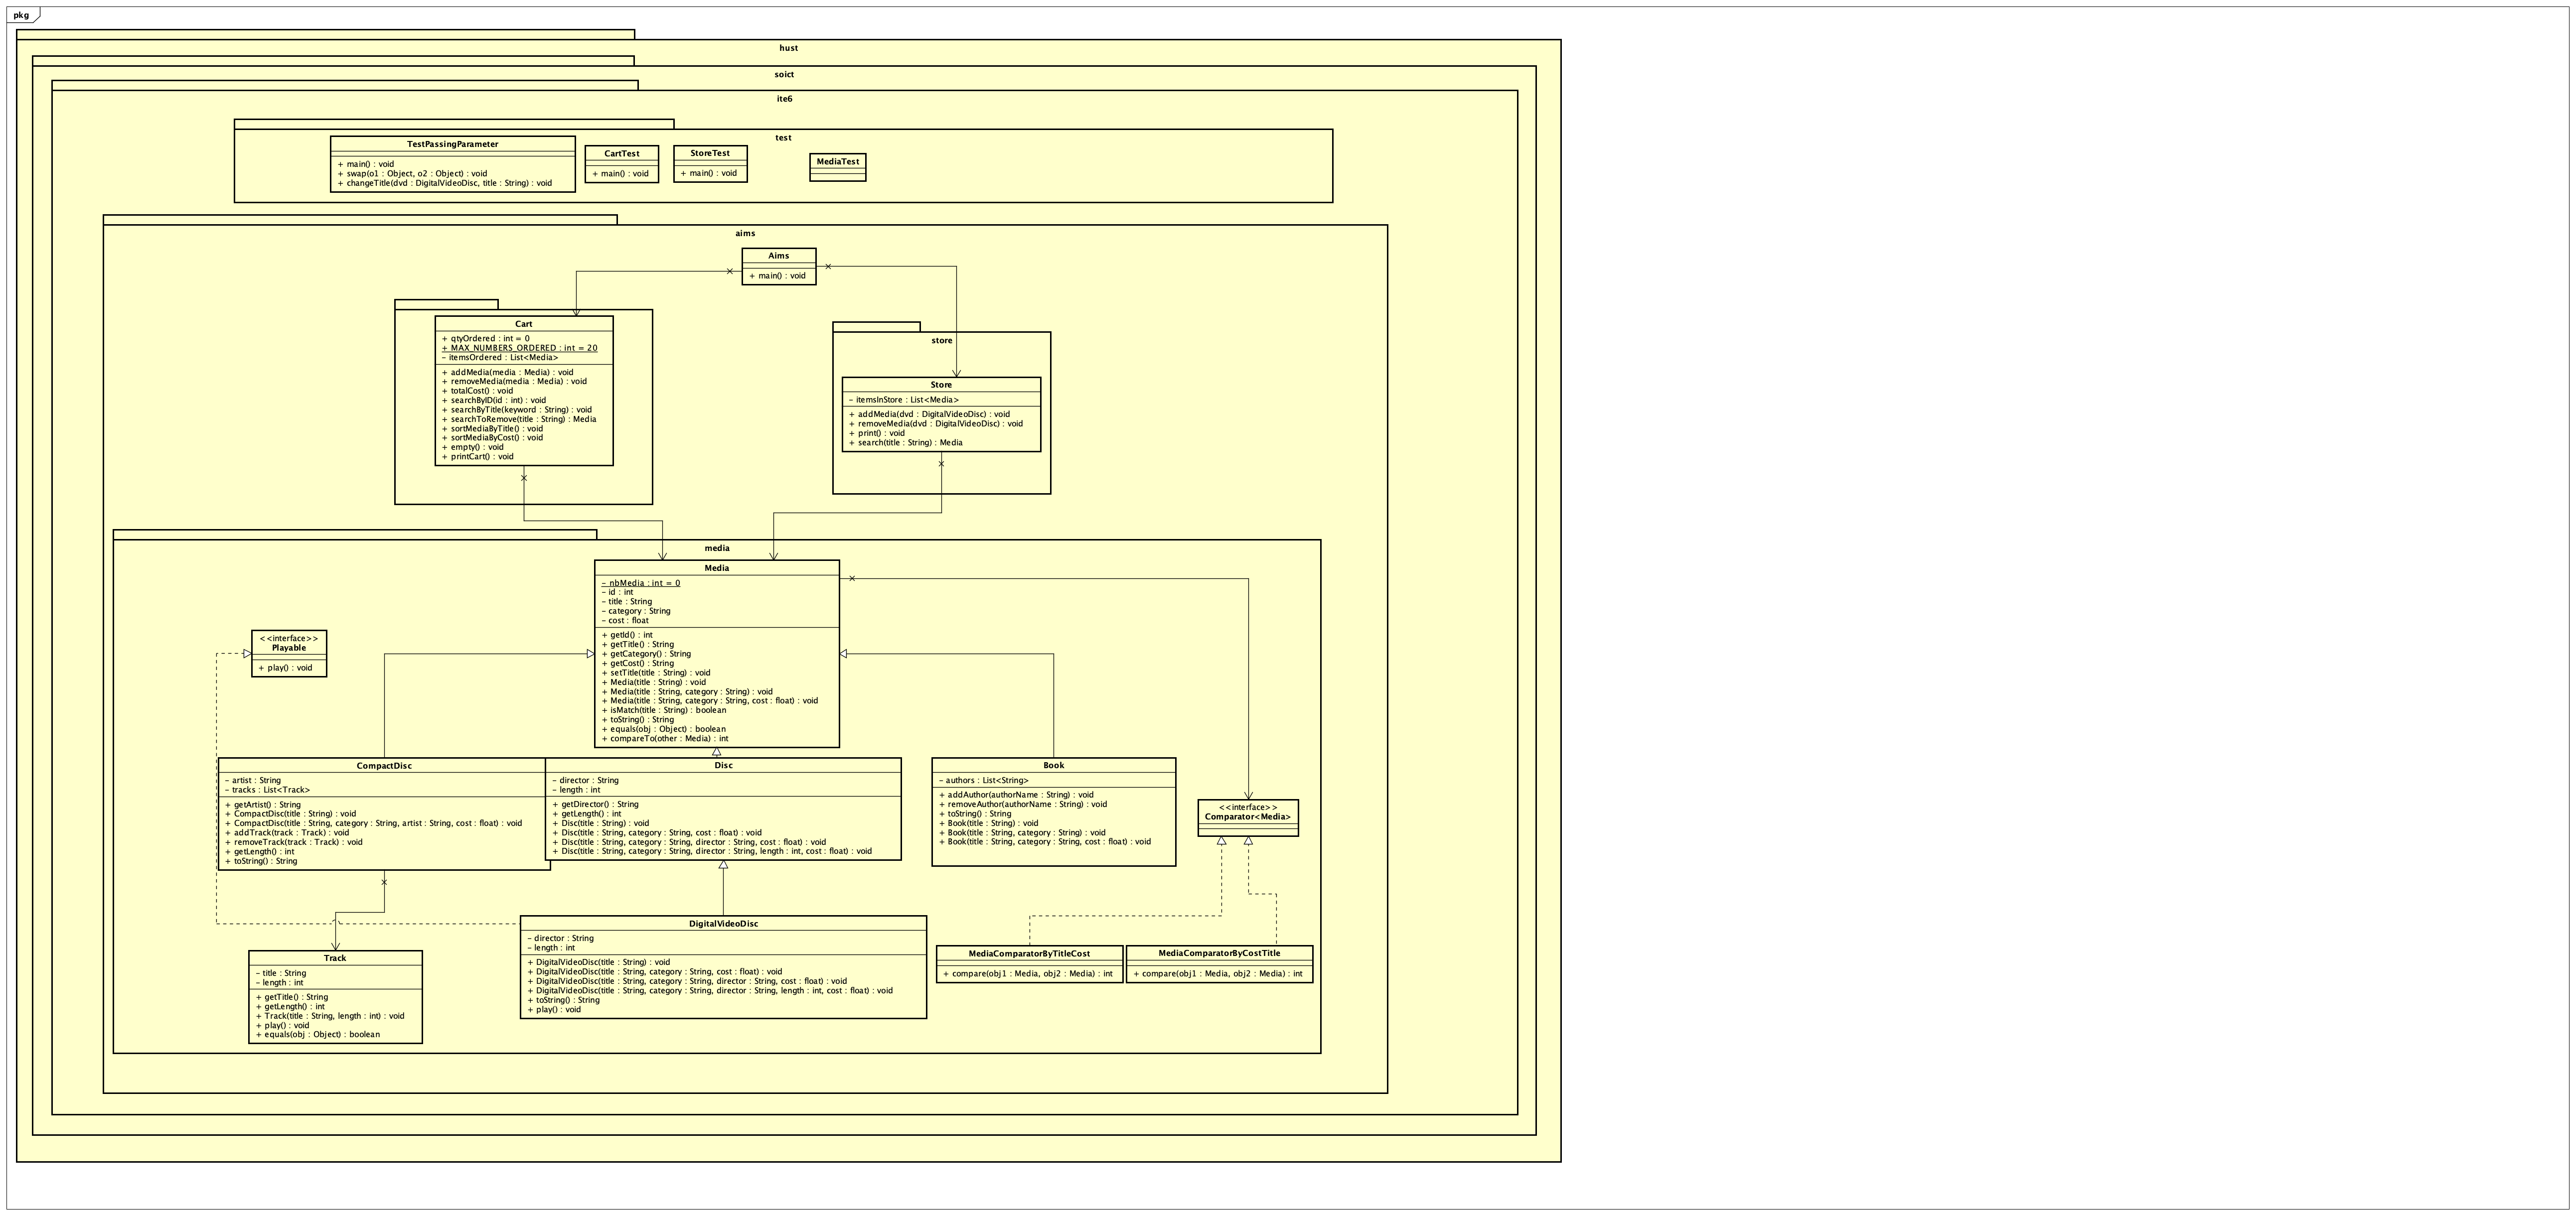 pkg
hust
soict
ite6
test
TestPassingParameter
+ main() : void
+ swap(o1 : Object, o2 : Object) : void
+ changeTitle(dvd : DigitalVideoDisc, title : String) : void
CartTest
+ main() : void
StoreTest
+ main() : void
MediaTest
aims
Aims
+ main() : void
Cart
+ qtyOrdered : int = 0
+ MAX_NUMBERS_ORDERED : int = 20
- itemsOrdered : List<Media>
+ addMedia(media : Media) : void
+ removeMedia(media : Media) : void
+ totalCost() : void
+ searchByID(id : int) : void
+ searchByTitle(keyword : String) : void
+ searchToRemove(title : String) : Media
+ sortMediaByTitle() : void
+ sortMediaByCost() : void
+ empty() : void
+ printCart() : void
store
Store
- itemsInStore : List<Media>
+ addMedia(dvd : DigitalVideoDisc) : void
+ removeMedia(dvd : DigitalVideoDisc) : void
+ print() : void
+ search(title : String) : Media
media
Media
- nbMedia : int = 0
- id : int
- title : String
- category : String
- cost : float
+ getId() : int
+ getTitle() : String
+ getCategory() : String
+ getCost() : String
+ setTitle(title : String) : void
+ Media(title : String) : void
+ Media(title : String, category : String) : void
+ Media(title : String, category : String, cost : float) : void
+ isMatch(title : String) : boolean
+ toString() : String
+ equals(obj : Object) : boolean
+ compareTo(other : Media) : int
<<interface>>
Playable
+ play() : void
CompactDisc
- artist : String
- tracks : List<Track>
+ getArtist() : String
+ CompactDisc(title : String) : void
+ CompactDisc(title : String, category : String, artist : String, cost : float) : void
+ addTrack(track : Track) : void
+ removeTrack(track : Track) : void
+ getLength() : int
+ toString() : String
Disc
- director : String
- length : int
+ getDirector() : String
+ getLength() : int
+ Disc(title : String) : void
+ Disc(title : String, category : String, cost : float) : void
+ Disc(title : String, category : String, director : String, cost : float) : void
+ Disc(title : String, category : String, director : String, length : int, cost : float) : void
Book
- authors : List<String>
+ addAuthor(authorName : String) : void
+ removeAuthor(authorName : String) : void
+ toString() : String
+ Book(title : String) : void
+ Book(title : String, category : String) : void
+ Book(title : String, category : String, cost : float) : void
<<interface>>
Comparator<Media>
Track
- title : String
- length : int
+ getTitle() : String
+ getLength() : int
+ Track(title : String, length : int) : void
+ play() : void
+ equals(obj : Object) : boolean
DigitalVideoDisc
- director : String
- length : int
+ DigitalVideoDisc(title : String) : void
+ DigitalVideoDisc(title : String, category : String, cost : float) : void
+ DigitalVideoDisc(title : String, category : String, director : String, cost : float) : void
+ DigitalVideoDisc(title : String, category : String, director : String, length : int, cost : float) : void
+ toString() : String
+ play() : void
MediaComparatorByTitleCost
+ compare(obj1 : Media, obj2 : Media) : int
MediaComparatorByCostTitle
+ compare(obj1 : Media, obj2 : Media) : int